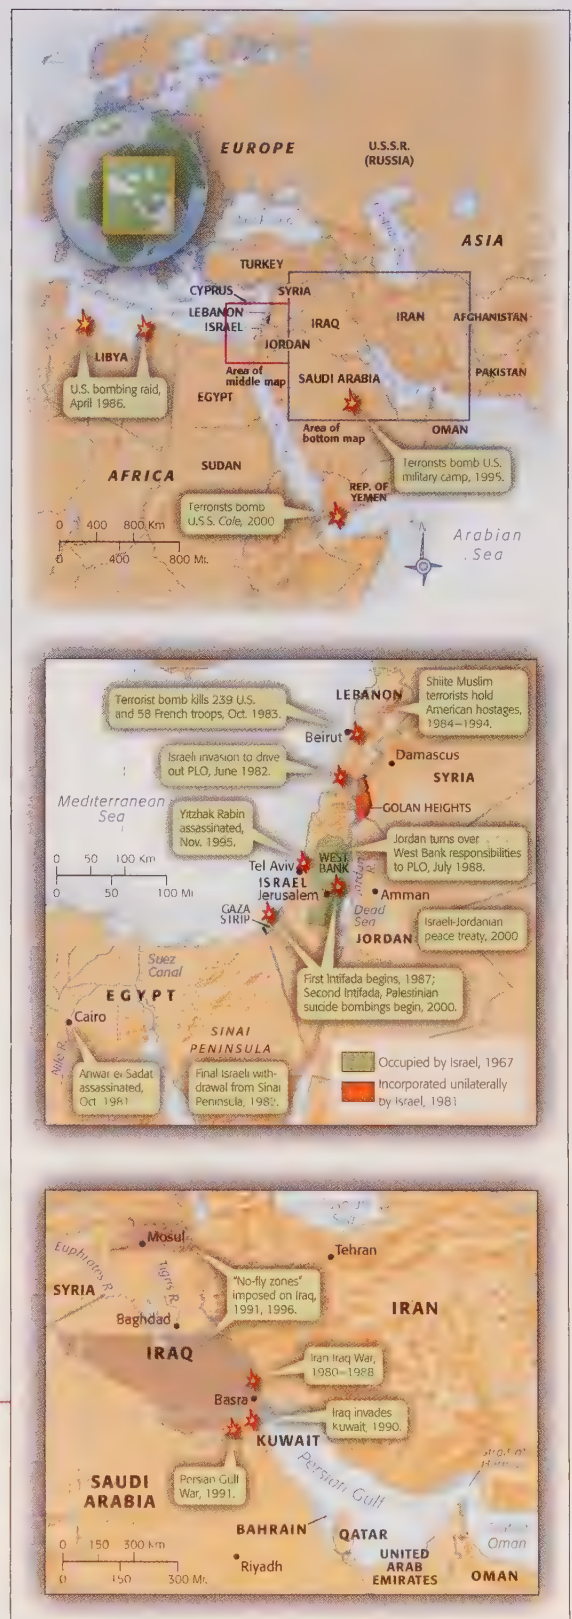 EUROPE
U.S.S.R.
(RUSSIA)
ASIA
TURKEY
CYPRUS
SYRIA
LEBANON
ISRAEL
IRAQ
IRAN
AFGHANISTAN
JORDAN
LIBYA
Area of
middle map
SAUDI ARABIA
PAKISTAN
U.S. bombing raid,
April 1986.
EGYPT
Area of
bottom map
OMAN
AFRICA
SUDAN
Terrorists bomb U.S.
military camp, 1995.
REP. OF
YEMEN
Terrorists bomb
U.S.S. Cole, 2000
0 400 800 Km
0 400 800 Mi.
N
Arabian
Sea
Terrorist bomb kills 239 U.S.
and 58 French troops, Oct. 1983.
LEBANON
Shiite Muslim
terrorists hold
American hostages,
1984–1994.
Beirut
Damascus
Israeli invasion to drive
out PLO, June 1982.
SYRIA
Mediterranean
Sea
GOLAN HEIGHTS
Yitzhak Rabin
assassinated,
Nov. 1995.
Jordan turns over
West Bank responsibilities
to PLO, July 1988.
0 50 100 Km
0 50 100 Mi.
Tel Aviv
WEST
BANK
Jordan R.
ISRAEL
Jerusalem
Amman
GAZA
STRIP
Dead
Sea
JORDAN
Israeli-Jordanian
peace treaty, 2000
Suez
Canal
EGYPT
First Intifada begins, 1987;
Second Intifada, Palestinian
suicide bombings begin, 2000.
Cairo
Nile R.
SINAI
PENINSULA
Occupied by Israel, 1967
Incorporated unilaterally
by Israel, 1981
Anwar el-Sadat
assassinated,
Oct. 1981
Final Israeli with-
drawal from Sinai
Peninsula, 1982.
Mosul
Tehran
Euphrates R.
Tigris R.
SYRIA
"No-fly zones"
imposed on Iraq,
1991, 1996.
IRAN
Baghdad
IRAQ
Iran Iraq War,
1980–1988
Basra
Iraq invades
Kuwait, 1990.
KUWAIT
Persian Gulf
SAUDI
ARABIA
Persian Gulf
War, 1991.
BAHRAIN
QATAR
Oman
0 150 300 Km
0 150 300 Mi.
Riyadh
UNITED
ARAB
EMIRATES
OMAN